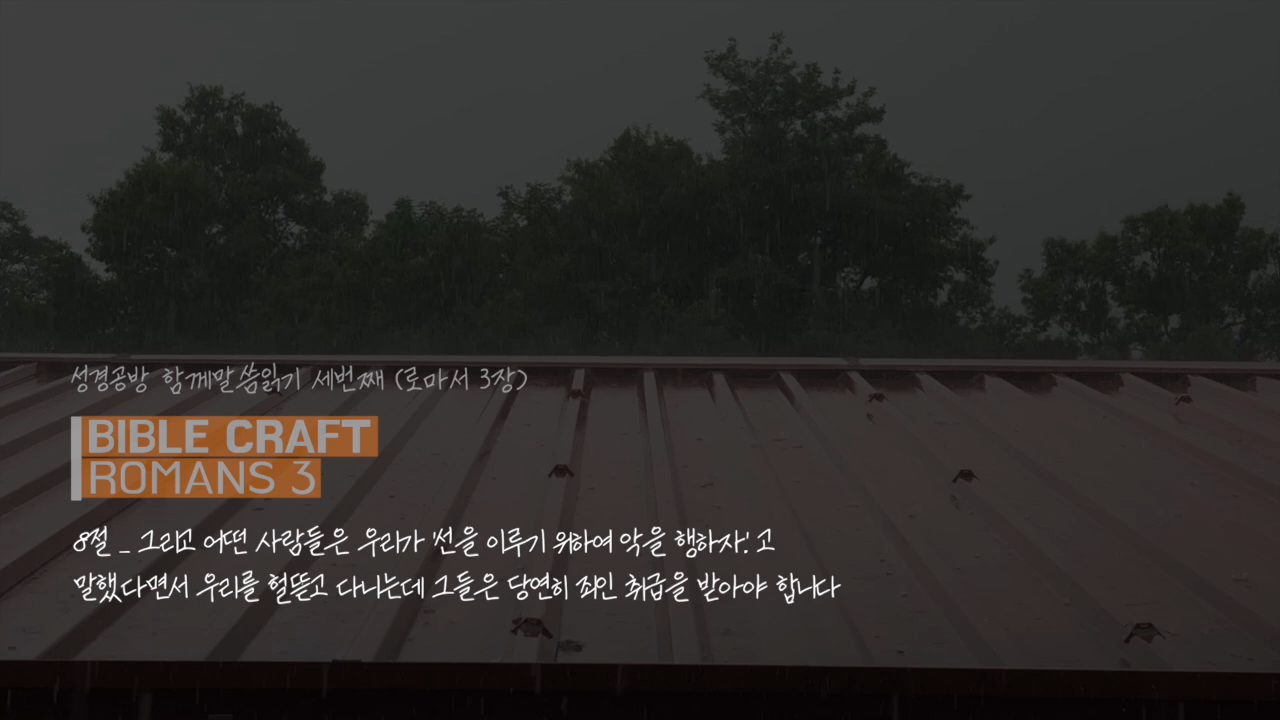 성경공방 함께말씀읽기 세번째 (로마서 3장)
BIBLE CRAFT
ROMANS 3
8절 _ 그리고 어떤 사람들은 우리가 '선을 이루기 위하여 악을 행하자.' 고
말했다면서 우리를 헐뜯고 다니는데 그들은 당연히 죄인 취급을 받아야 합니다